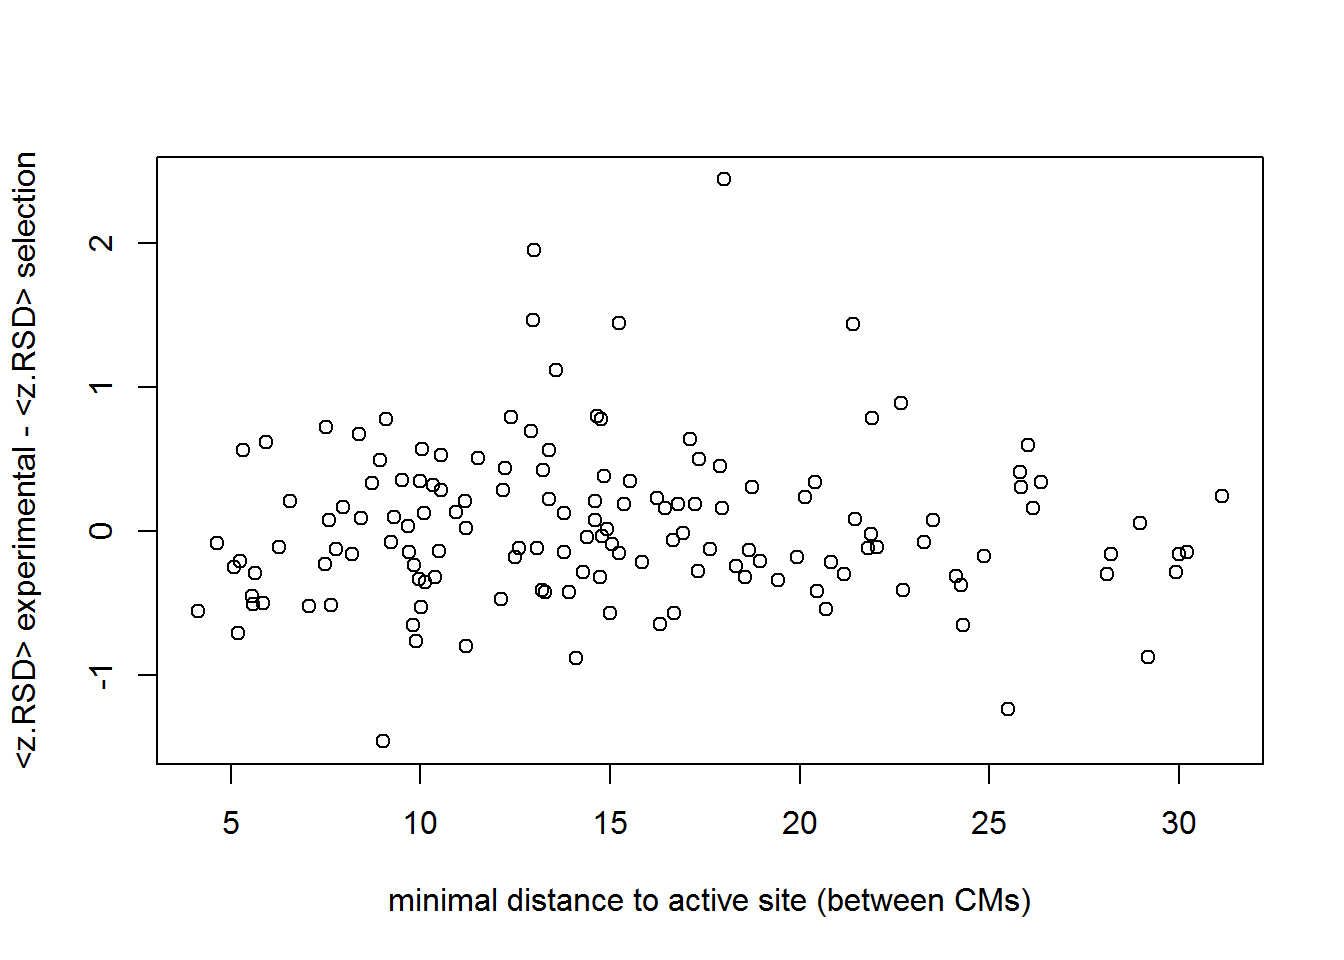 <z.RSD> experimental - <z.RSD> selection
2
1
0
-1
5 10 15 20 25 30
minimal distance to active site (between CMs)